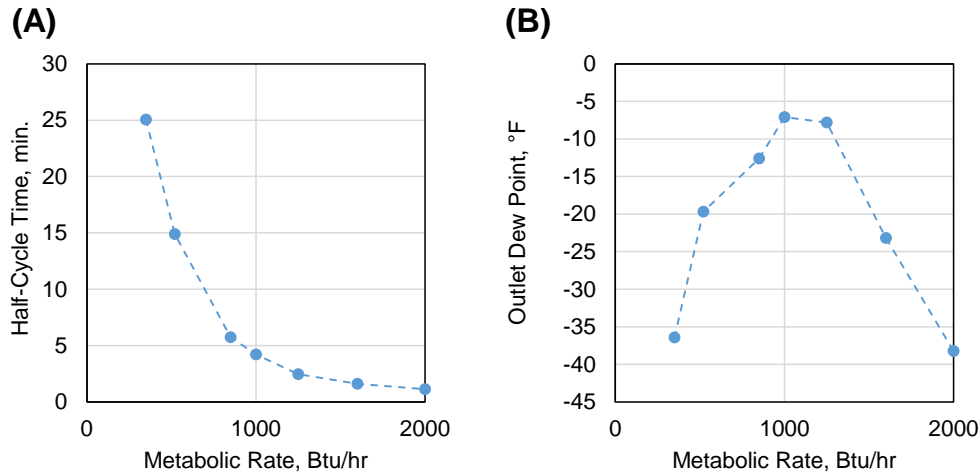 (A)
30
25
20
15
10
5
0
0 1000 2000
Half-Cycle Time, min.
Metabolic Rate, Btu/hr
(B)
0
-5
-10
-15
-20
-25
-30
-35
-40
-45
0 1000 2000
Outlet Dew Point, °F
Metabolic Rate, Btu/hr